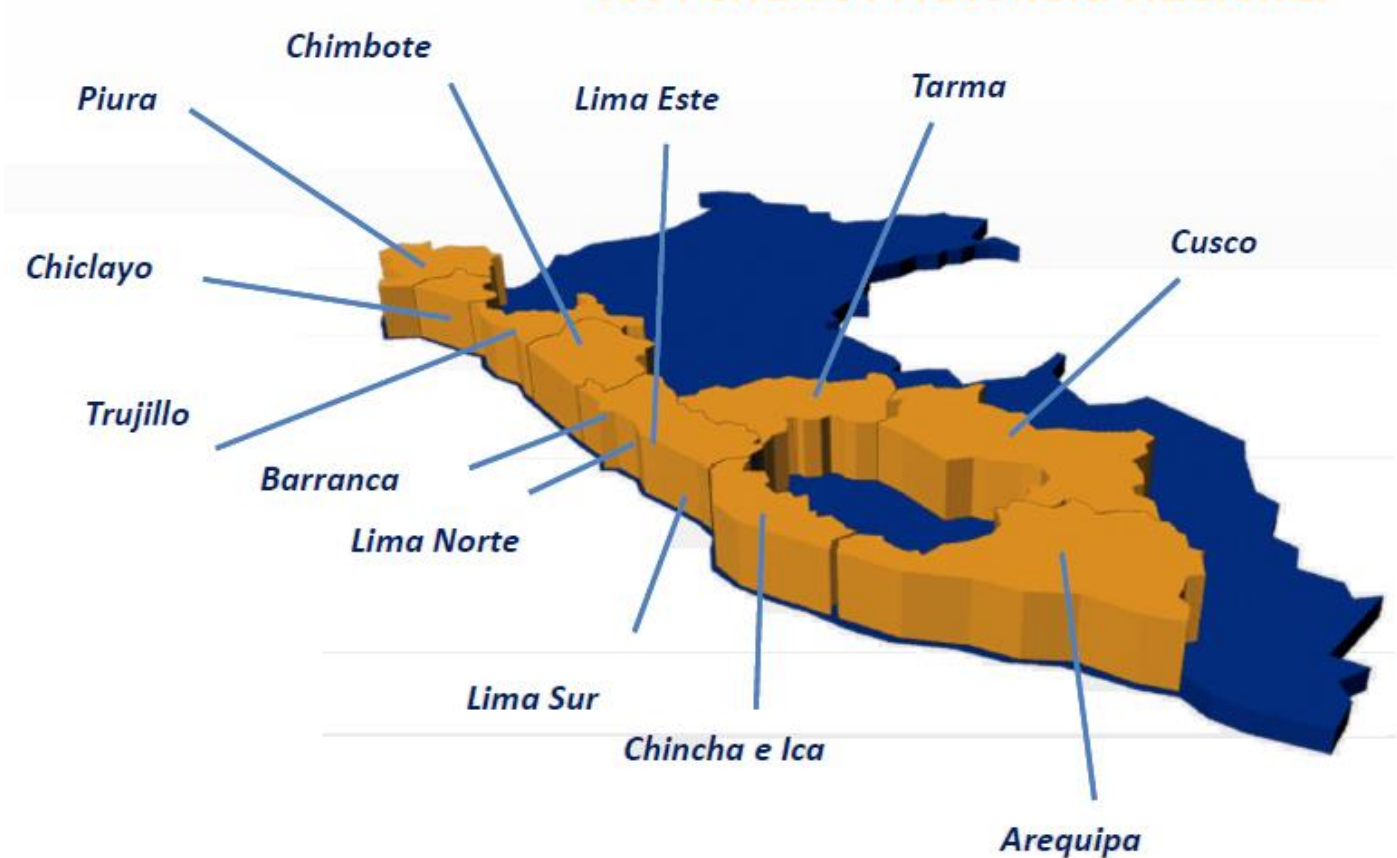 Chimbote
Piura
Lima Este
Tarma
Cusco
Chiclayo
Trujillo
Barranca
Lima Norte
Lima Sur
Chincha e Ica
Arequipa